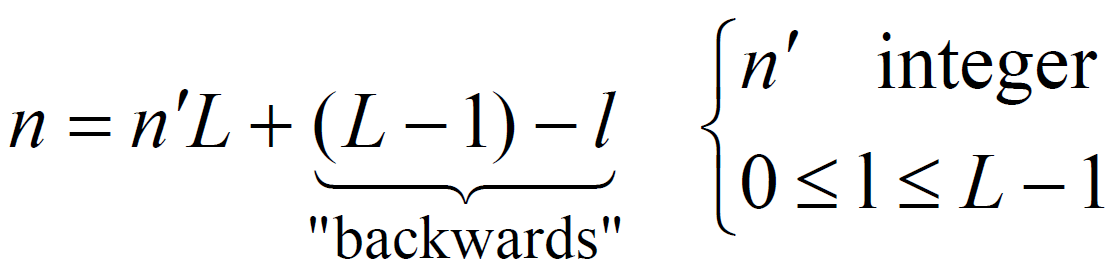 n = n′L + (L − 1) − l
"backwards"
n′ integer
0 ≤ l ≤ L − 1